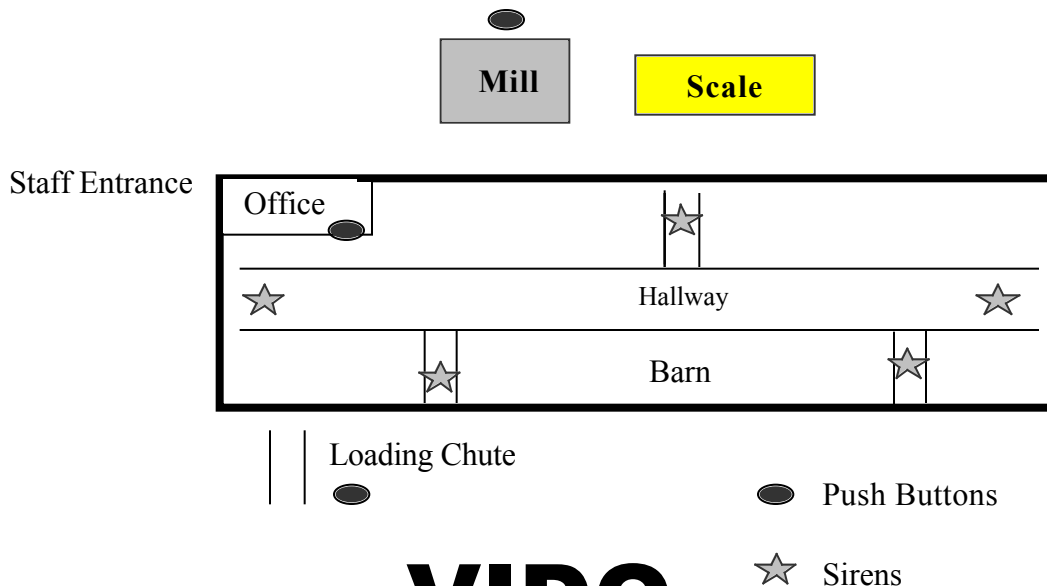 Mill
Scale
Staff Entrance
Office
Hallway
Barn
Loading Chute
Push Buttons
Sirens